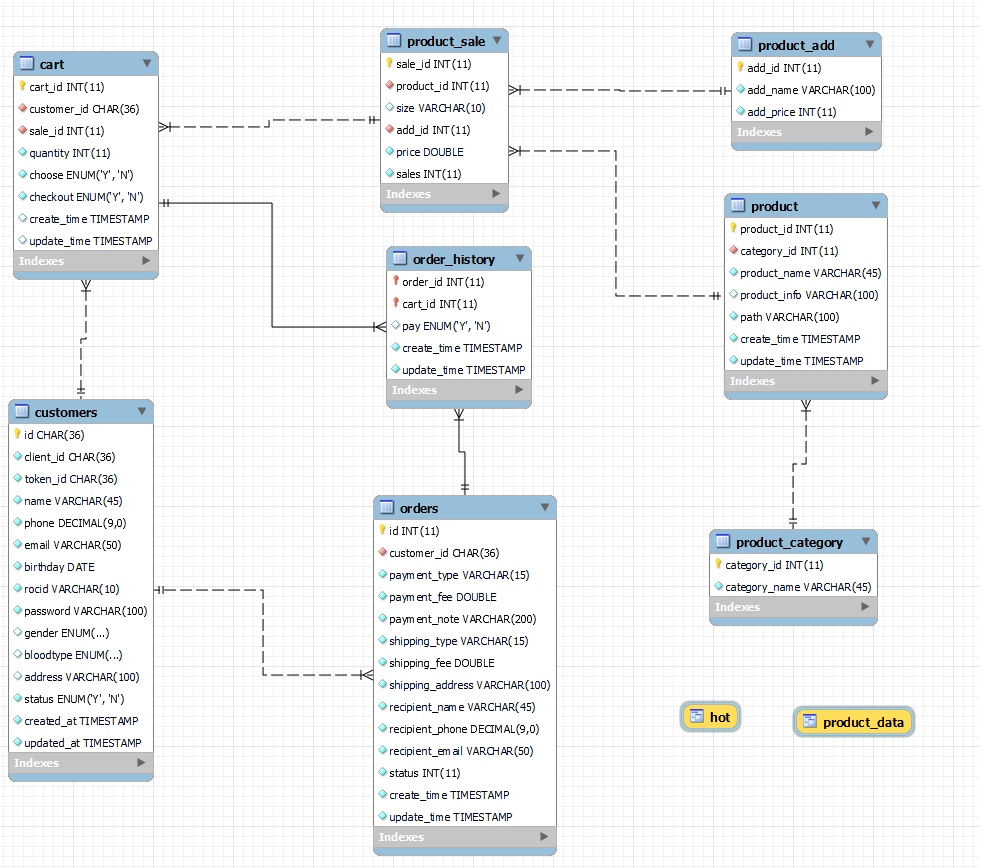 cart
cart_id INT(11)
customer_id CHAR(36)
sale_id INT(11)
quantity INT(11)
choose ENUM('Y', 'N')
checkout ENUM('Y', 'N')
create_time TIMESTAMP
update_time TIMESTAMP
Indexes
product_sale
sale_id INT(11)
product_id INT(11)
size VARCHAR(10)
add_id INT(11)
price DOUBLE
sales INT(11)
Indexes
product_add
add_id INT(11)
add_name VARCHAR(100)
add_price INT(11)
Indexes
product
product_id INT(11)
category_id INT(11)
product_name VARCHAR(45)
product_info VARCHAR(100)
path VARCHAR(100)
create_time TIMESTAMP
update_time TIMESTAMP
Indexes
order_history
order_id INT(11)
cart_id INT(11)
pay ENUM('Y', 'N')
create_time TIMESTAMP
update_time TIMESTAMP
Indexes
customers
id CHAR(36)
client_id CHAR(36)
token_id CHAR(36)
name VARCHAR(45)
phone DECIMAL(9,0)
email VARCHAR(50)
birthday DATE
rocid VARCHAR(10)
password VARCHAR(100)
gender ENUM(...)
bloodtype ENUM(...)
address VARCHAR(100)
status ENUM('Y', 'N')
created_at TIMESTAMP
updated_at TIMESTAMP
Indexes
orders
id INT(11)
customer_id CHAR(36)
payment_type VARCHAR(15)
payment_fee DOUBLE
payment_note VARCHAR(200)
shipping_type VARCHAR(15)
shipping_fee DOUBLE
shipping_address VARCHAR(100)
recipient_name VARCHAR(45)
recipient_phone DECIMAL(9,0)
recipient_email VARCHAR(50)
status INT(11)
create_time TIMESTAMP
update_time TIMESTAMP
Indexes
product_category
category_id INT(11)
category_name VARCHAR(45)
Indexes
hot
product_data